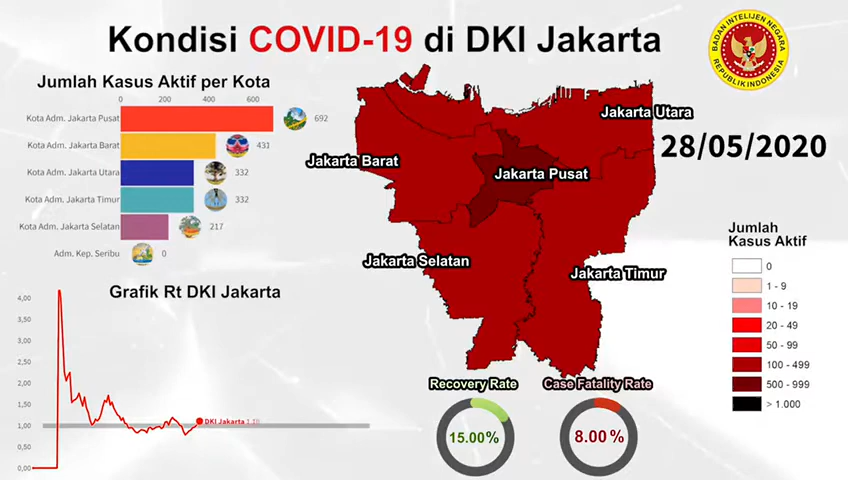 Kondisi COVID-19 di DKI Jakarta
BADAN INTELIJEN NEGARA
REPUBLIK INDONESIA
28/05/2020
Jumlah Kasus Aktif per Kota
0 200 400 600
Kota Adm. Jakarta Pusat 692
Kota Adm. Jakarta Barat 431
Kota Adm. Jakarta Utara 332
Kota Adm. Jakarta Timur 332
Kota Adm. Jakarta Selatan 217
Adm. Kep. Seribu 0
Jakarta Utara
Jakarta Barat
Jakarta Pusat
Jakarta Selatan
Jakarta Timur
Jumlah
Kasus Aktif
0
1 - 9
10 - 19
20 - 49
50 - 99
100 - 499
500 - 999
> 1.000
Grafik Rt DKI Jakarta
4,00
3,50
3,00
2,50
2,00
1,50
1,00
0,50
0,00
DKI Jakarta
Recovery Rate
15.00%
Case Fatality Rate
8.00 %